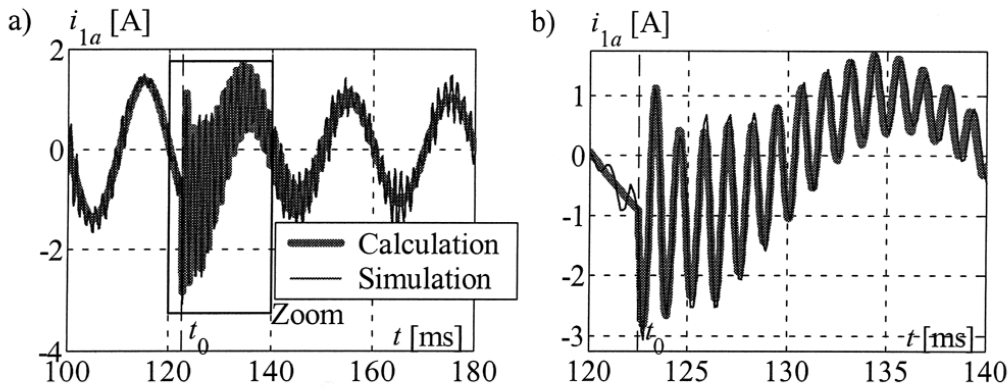 a) i1a [A]
2
0
-2
-4
100 120 140 160 180
t0
Zoom
t [ms]
Calculation
Simulation
b) i1a [A]
1
0
-1
-2
-3
120 125 130 135 140
t0
t [ms]